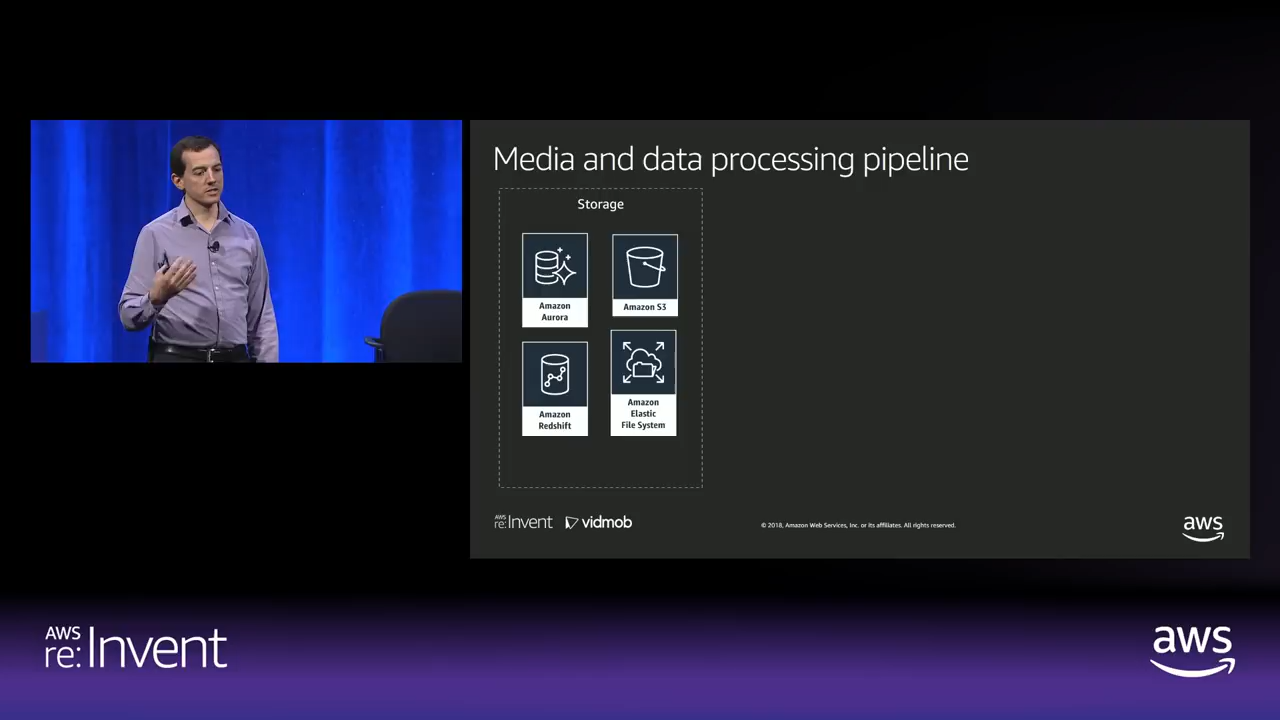 Media and data processing pipeline
Storage
Amazon
Aurora
Amazon S3
Amazon
Redshift
Amazon
Elastic
File System
AWS
re:Invent
vidmob
© 2018, Amazon Web Services, Inc. or its affiliates. All rights reserved.
aws
AWS
re:Invent
aws